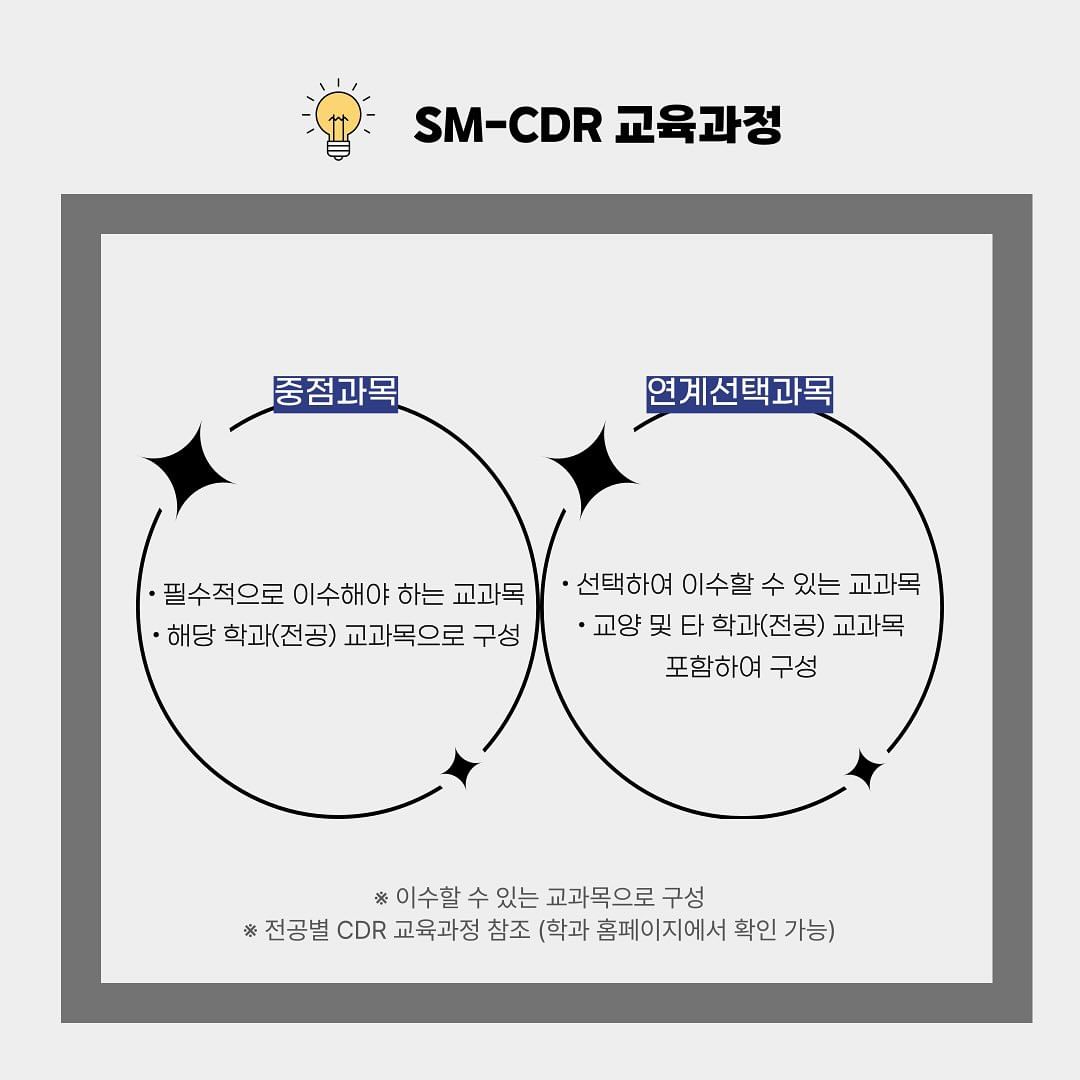 SM-CDR 교육과정
중점과목
• 필수적으로 이수해야 하는 교과목
• 해당 학과(전공) 교과목으로 구성
연계선택과목
• 선택하여 이수할 수 있는 교과목
• 교양 및 타 학과(전공) 교과목
포함하여 구성
※ 이수할 수 있는 교과목으로 구성
※ 전공별 CDR 교육과정 참조 (학과 홈페이지에서 확인 가능)